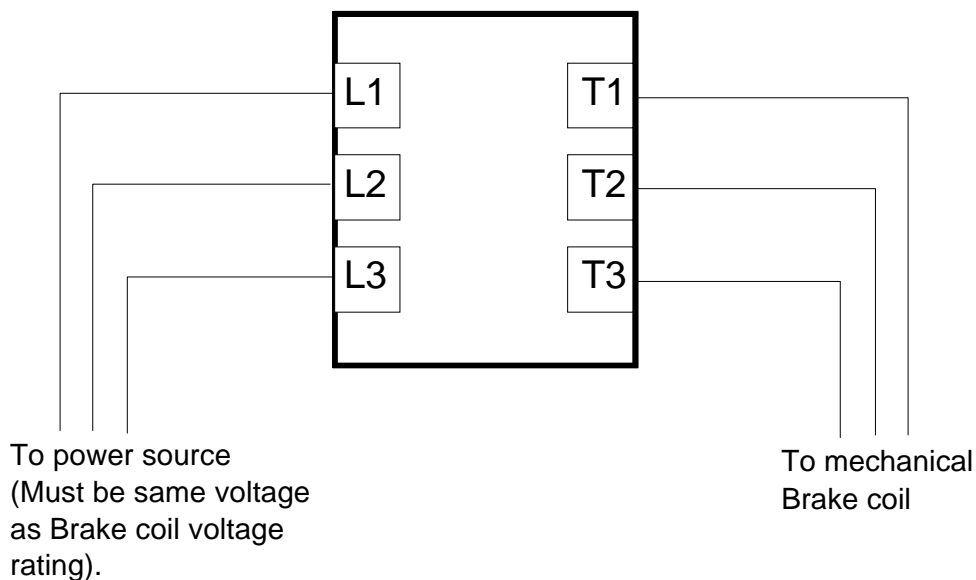 L1
T1
L2
T2
L3
T3
To power source
(Must be same voltage
as Brake coil voltage
rating).
To mechanical
Brake coil